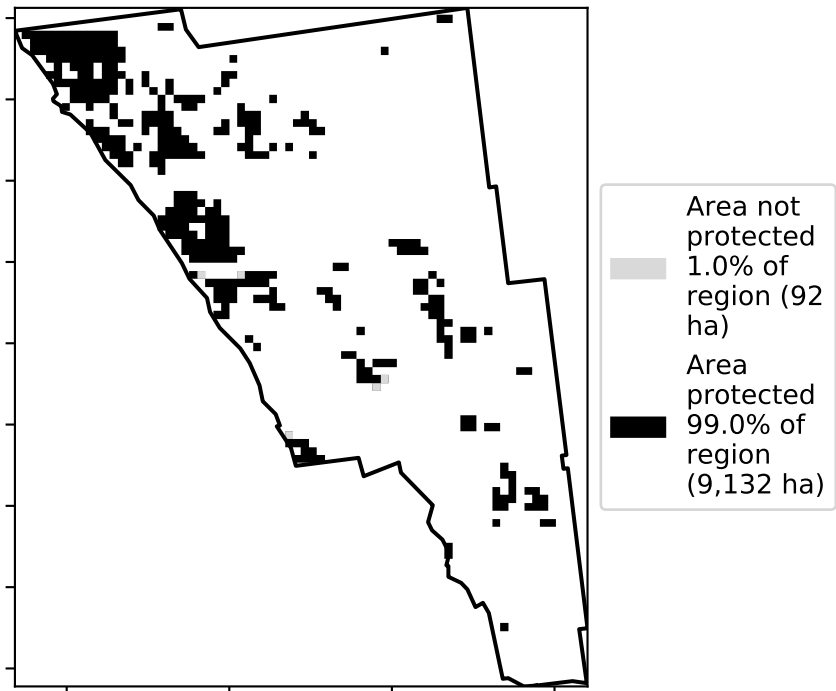 Area not
protected
1.0% of
region (92
ha)
Area
protected
99.0% of
region
(9,132 ha)